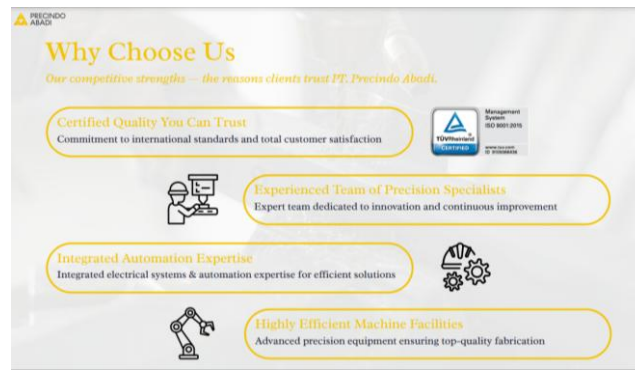 PRECINDO
ABADI
Why Choose Us
Our competitive strengths — the reasons clients trust PT. Precindo Abadi.
Certified Quality You Can Trust
Commitment to international standards and total customer satisfaction
TÜVRheinland
CERTIFIED
Management
System
ISO 9001:2015
www.tuv.com
Experienced Team of Precision Specialists
Expert team dedicated to innovation and continuous improvement
Integrated Automation Expertise
Integrated electrical systems & automation expertise for efficient solutions
Highly Efficient Machine Facilities
Advanced precision equipment ensuring top-quality fabrication